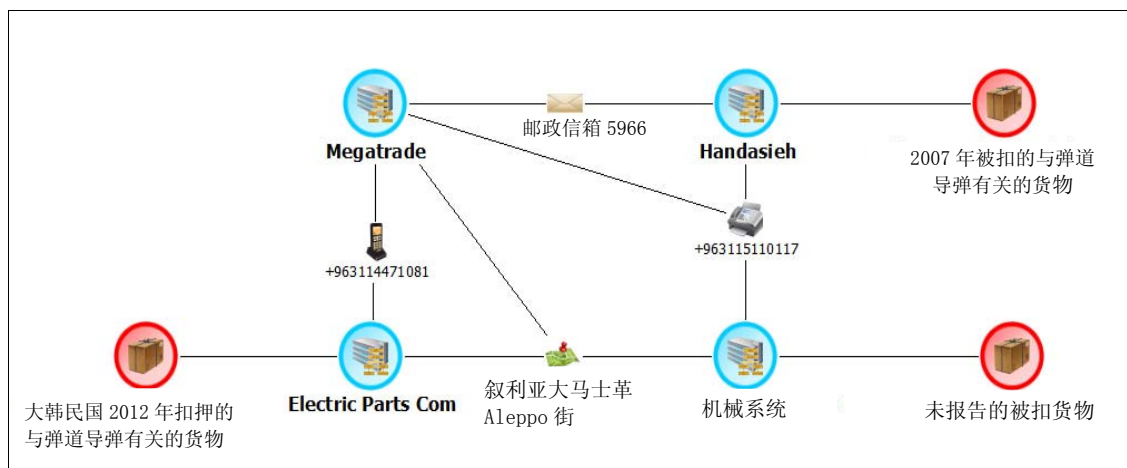 邮政信箱 5966
Megatrade
Handasieh
2007 年被扣的与弹道
导弹有关的货物
+963114471081
+963115110117
大韩民国 2012 年扣押的
与弹道导弹有关的货物
Electric Parts Com
叙利亚大马士革
Aleppo 街
机械系统
未报告的被扣货物